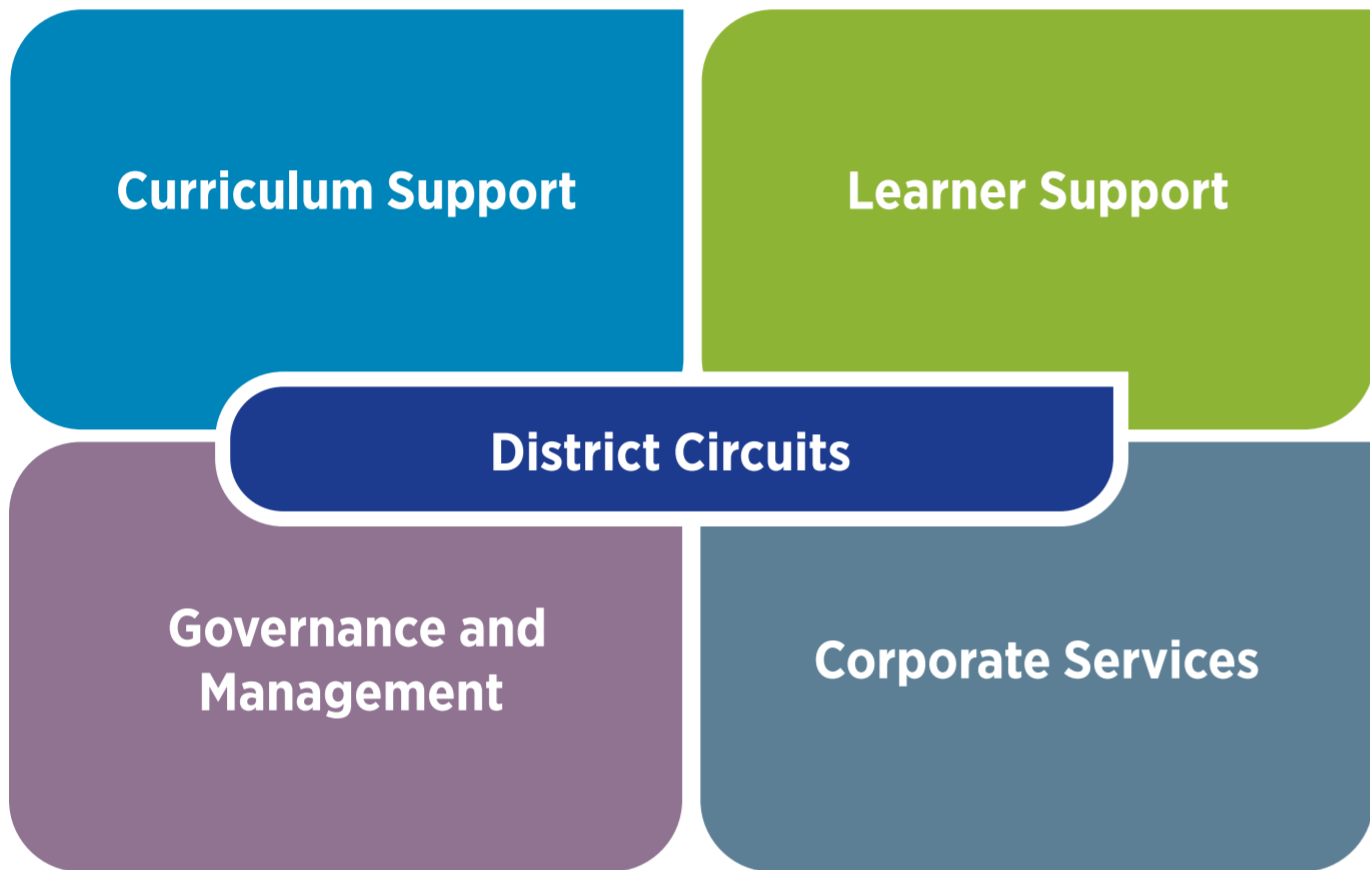 Curriculum Support
Learner Support
District Circuits
Governance and
Management
Corporate Services